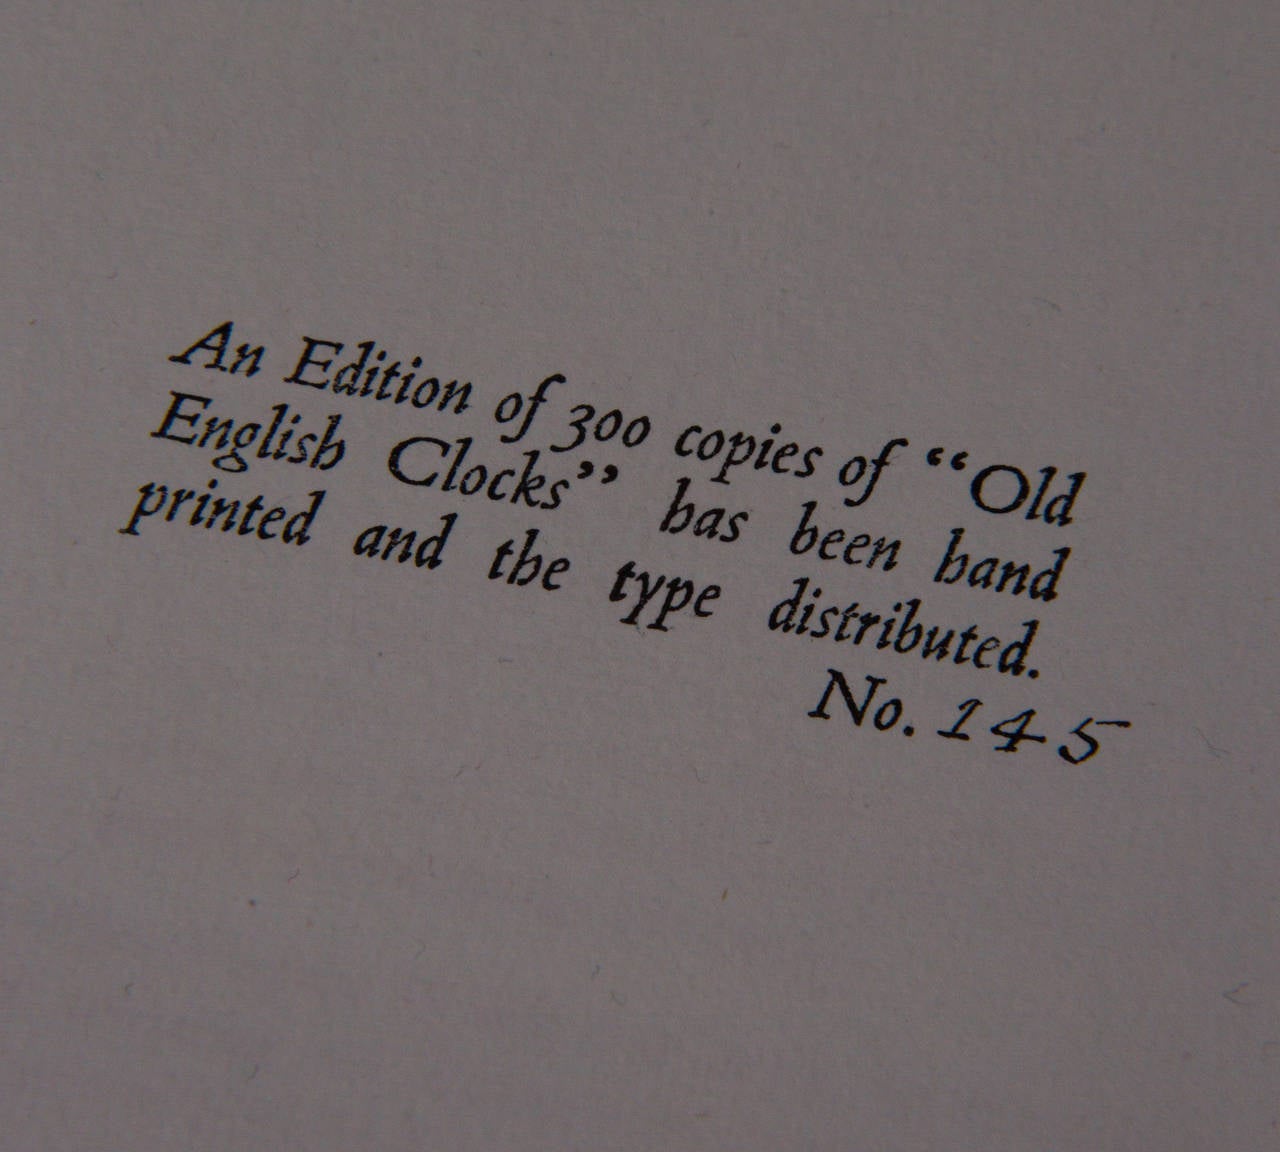 An Edition of 300 copies of “Old
English Clocks” has been hand
printed and the type distributed.
No. 145